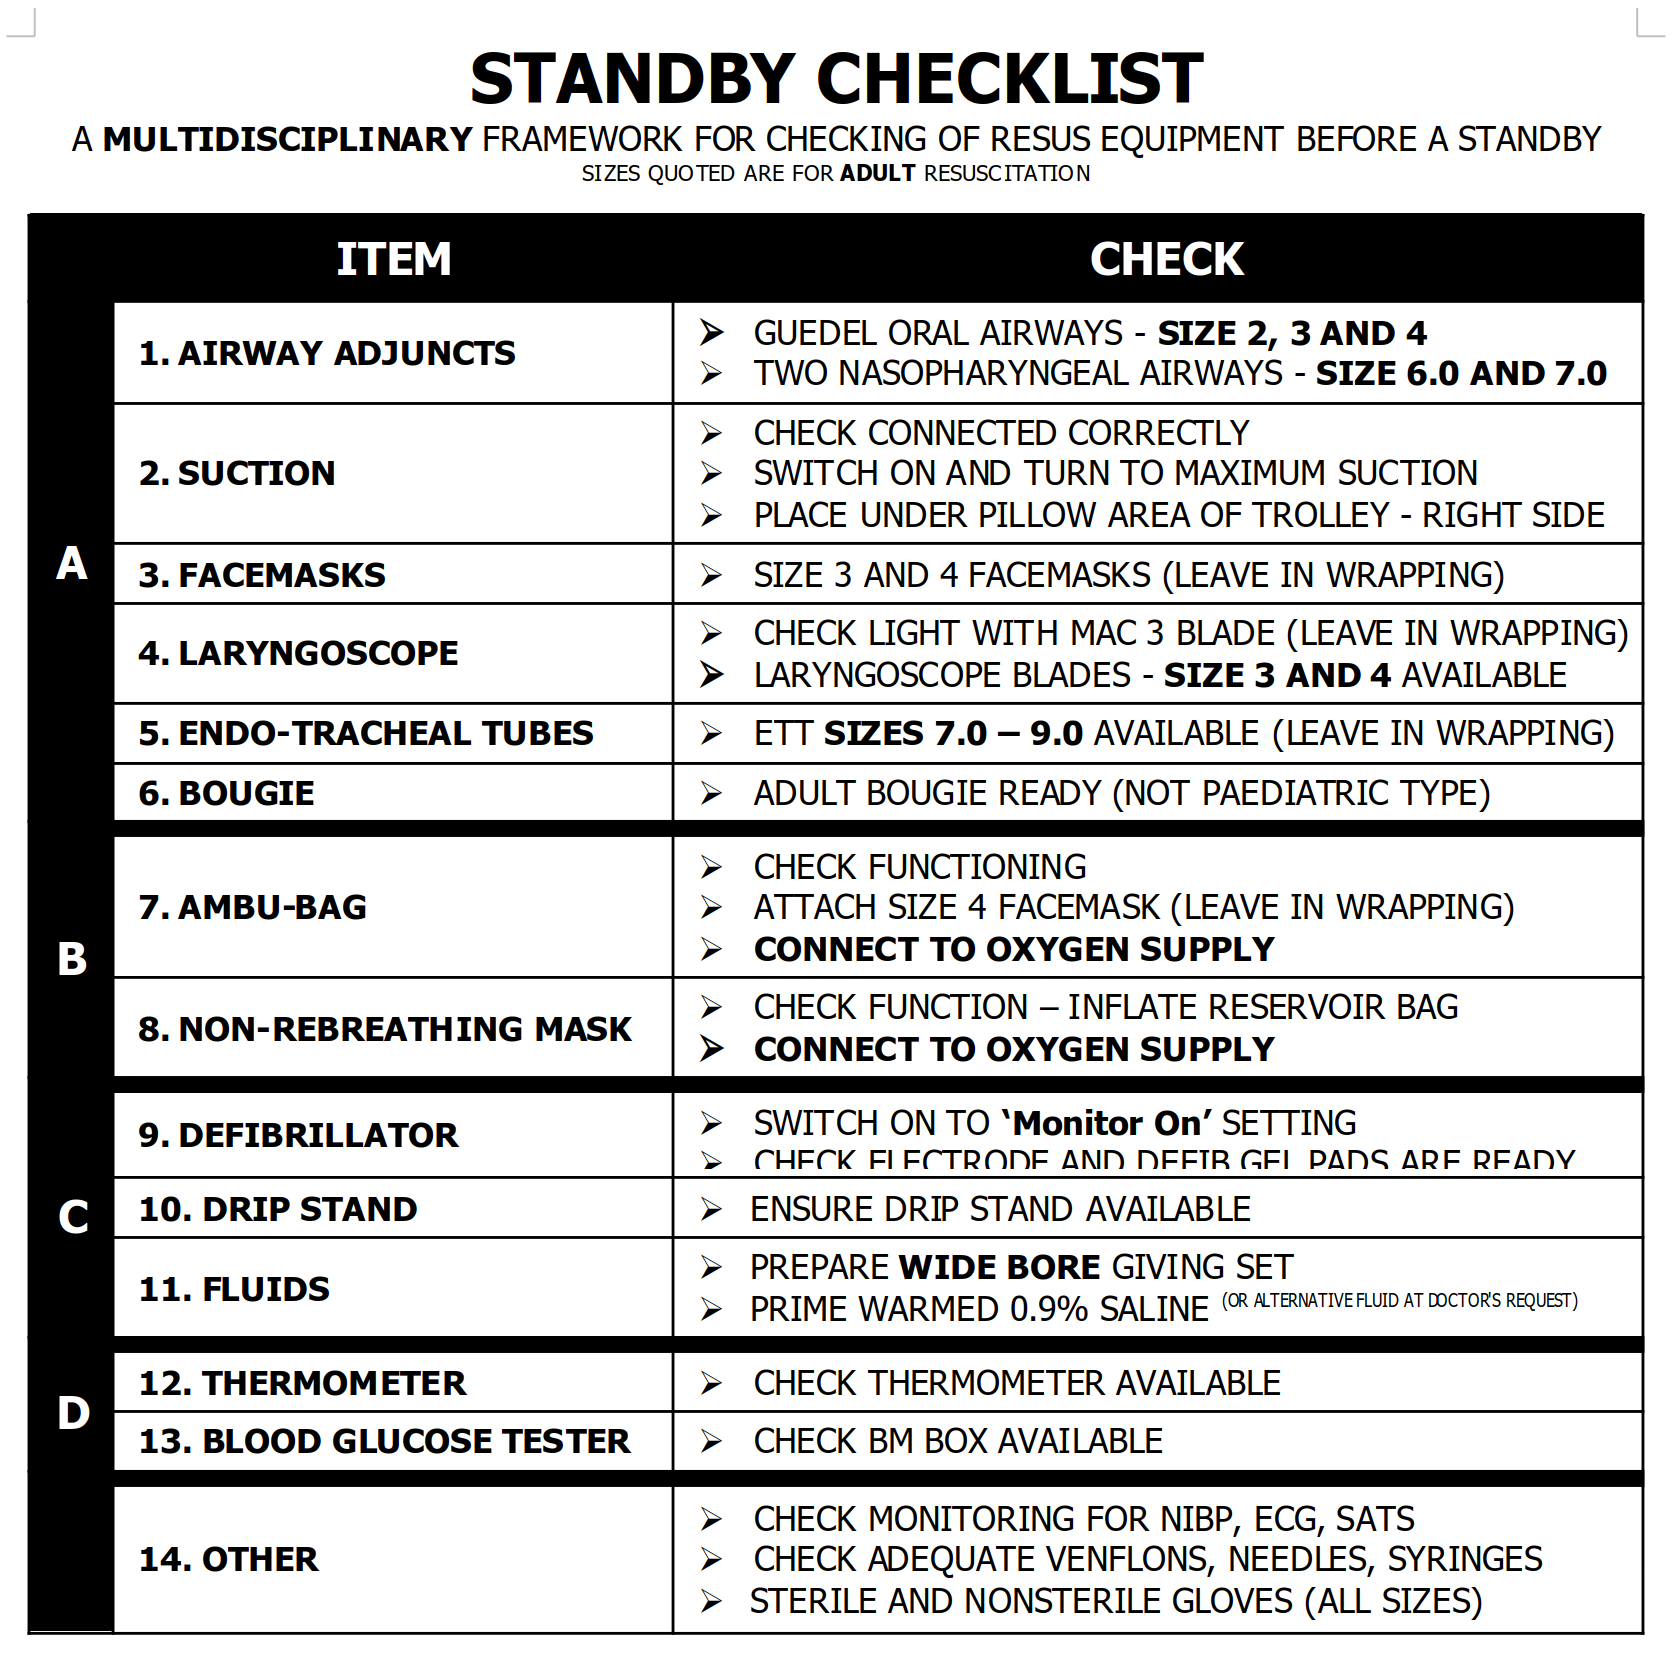 STANDBY CHECKLIST
A MULTIDISCIPLINARY FRAMEWORK FOR CHECKING OF RESUS EQUIPMENT BEFORE A STANDBY
SIZES QUOTED ARE FOR ADULT RESUSCITATION
ITEM CHECK
A
1. AIRWAY ADJUNCTS
➢ GUEDEL ORAL AIRWAYS - SIZE 2, 3 AND 4
➢ TWO NASOPHARYNGEAL AIRWAYS - SIZE 6.0 AND 7.0
2. SUCTION
➢ CHECK CONNECTED CORRECTLY
➢ SWITCH ON AND TURN TO MAXIMUM SUCTION
➢ PLACE UNDER PILLOW AREA OF TROLLEY - RIGHT SIDE
3. FACEMASKS
➢ SIZE 3 AND 4 FACEMASKS (LEAVE IN WRAPPING)
4. LARYNGOSCOPE
➢ CHECK LIGHT WITH MAC 3 BLADE (LEAVE IN WRAPPING)
➢ LARYNGOSCOPE BLADES - SIZE 3 AND 4 AVAILABLE
5. ENDO-TRACHEAL TUBES
➢ ETT SIZES 7.0 – 9.0 AVAILABLE (LEAVE IN WRAPPING)
6. BOUGIE
➢ ADULT BOUGIE READY (NOT PAEDIATRIC TYPE)
B
7. AMBU-BAG
➢ CHECK FUNCTIONING
➢ ATTACH SIZE 4 FACEMASK (LEAVE IN WRAPPING)
➢ CONNECT TO OXYGEN SUPPLY
8. NON-REBREATHING MASK
➢ CHECK FUNCTION – INFLATE RESERVOIR BAG
➢ CONNECT TO OXYGEN SUPPLY
C
9. DEFIBRILLATOR
➢ SWITCH ON TO ‘Monitor On’ SETTING
➢ CHECK ELECTRODE AND DEFIB GEL PADS ARE READY
10. DRIP STAND
➢ ENSURE DRIP STAND AVAILABLE
11. FLUIDS
➢ PREPARE WIDE BORE GIVING SET
➢ PRIME WARMED 0.9% SALINE (OR ALTERNATIVE FLUID AT DOCTOR'S REQUEST)
D
12. THERMOMETER
➢ CHECK THERMOMETER AVAILABLE
13. BLOOD GLUCOSE TESTER
➢ CHECK BM BOX AVAILABLE
14. OTHER
➢ CHECK MONITORING FOR NIBP, ECG, SATS
➢ CHECK ADEQUATE VENFLONS, NEEDLES, SYRINGES
➢ STERILE AND NONSTERILE GLOVES (ALL SIZES)